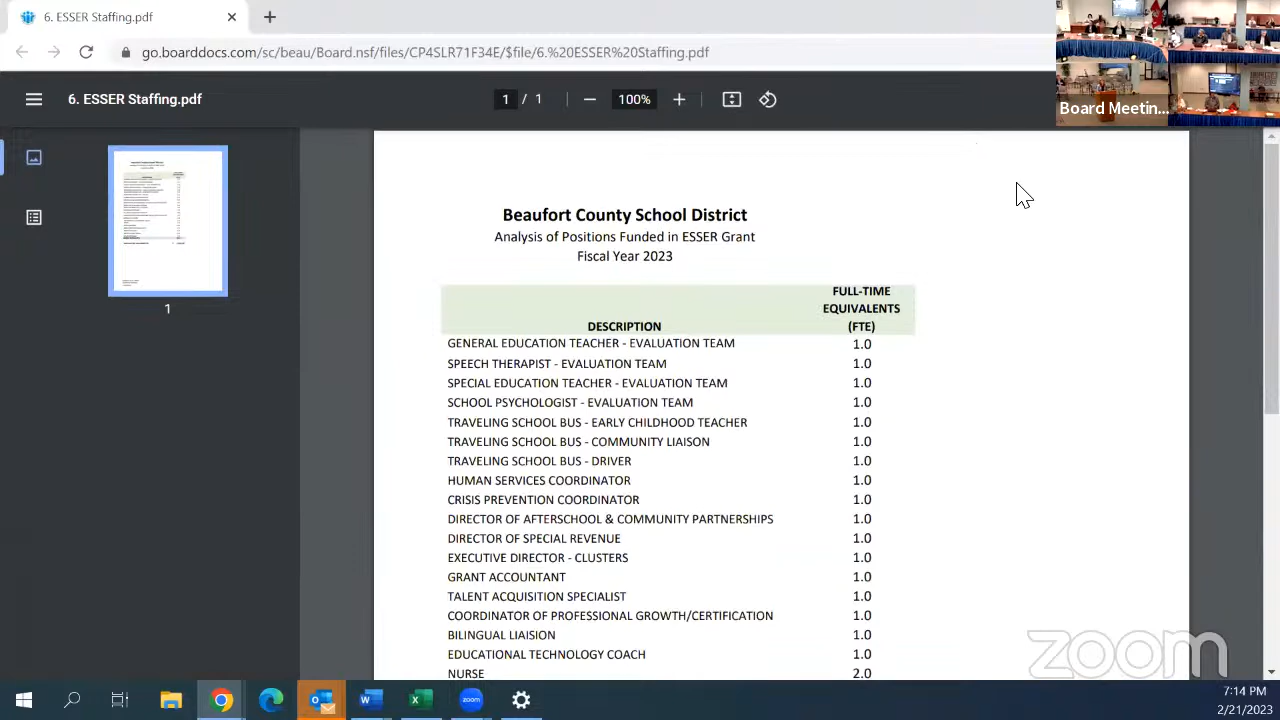 6. ESSER Staffing.pdf
go.boarddocs.com/sc/beau/Board.nsf/files/CP4SLR71F34E/$file/6.%20ESSER%20Staffing.pdf
6. ESSER Staffing.pdf
1 / 1
100%
Board Meetin...
1
Beaufort County School District
Analysis of Positions Funded in ESSER Grant
Fiscal Year 2023
FULL-TIME
EQUIVALENTS
DESCRIPTION (FTE)
GENERAL EDUCATION TEACHER - EVALUATION TEAM 1.0
SPEECH THERAPIST - EVALUATION TEAM 1.0
SPECIAL EDUCATION TEACHER - EVALUATION TEAM 1.0
SCHOOL PSYCHOLOGIST - EVALUATION TEAM 1.0
TRAVELING SCHOOL BUS - EARLY CHILDHOOD TEACHER 1.0
TRAVELING SCHOOL BUS - COMMUNITY LIAISON 1.0
TRAVELING SCHOOL BUS - DRIVER 1.0
HUMAN SERVICES COORDINATOR 1.0
CRISIS PREVENTION COORDINATOR 1.0
DIRECTOR OF AFTERSCHOOL & COMMUNITY PARTNERSHIPS 1.0
DIRECTOR OF SPECIAL REVENUE 1.0
EXECUTIVE DIRECTOR - CLUSTERS 1.0
GRANT ACCOUNTANT 1.0
TALENT ACQUISITION SPECIALIST 1.0
COORDINATOR OF PROFESSIONAL GROWTH/CERTIFICATION 1.0
BILINGUAL LIAISION 1.0
EDUCATIONAL TECHNOLOGY COACH 1.0
NURSE 2.0
zoom
zoom
7:14 PM
2/21/2023